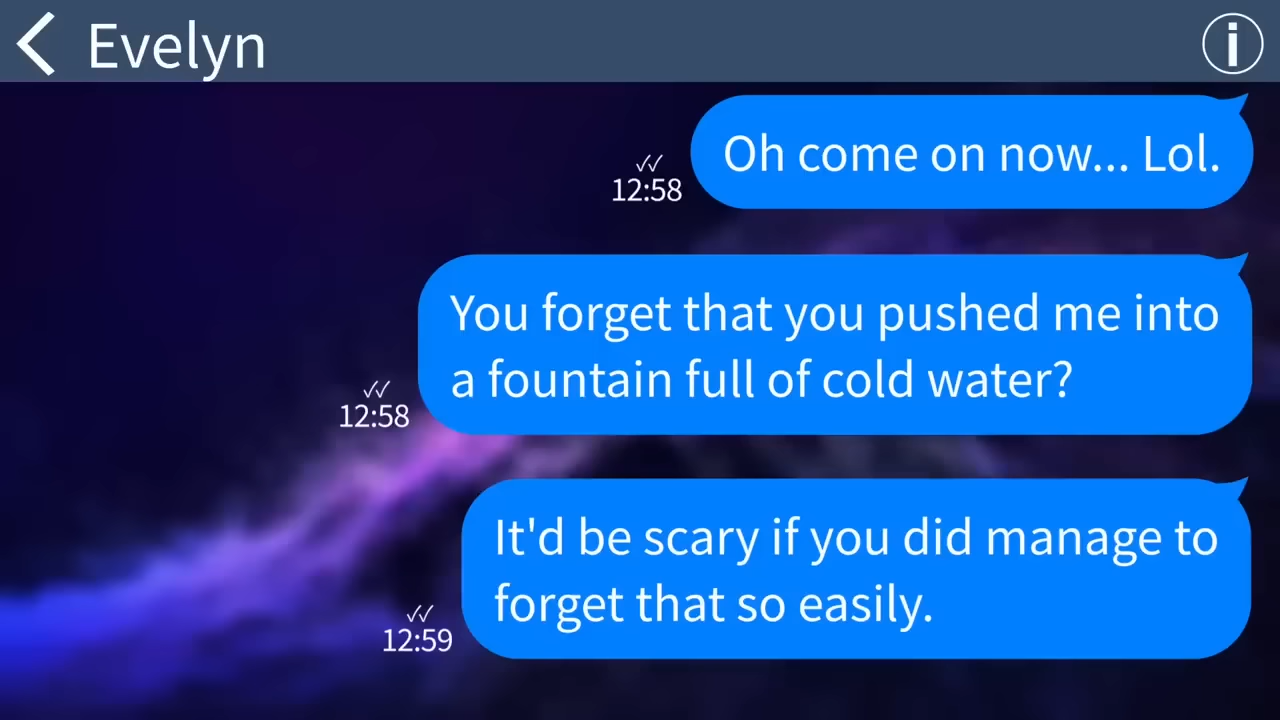 Evelyn
Oh come on now... Lol.
12:58
You forget that you pushed me into
a fountain full of cold water?
12:58
It'd be scary if you did manage to
forget that so easily.
12:59